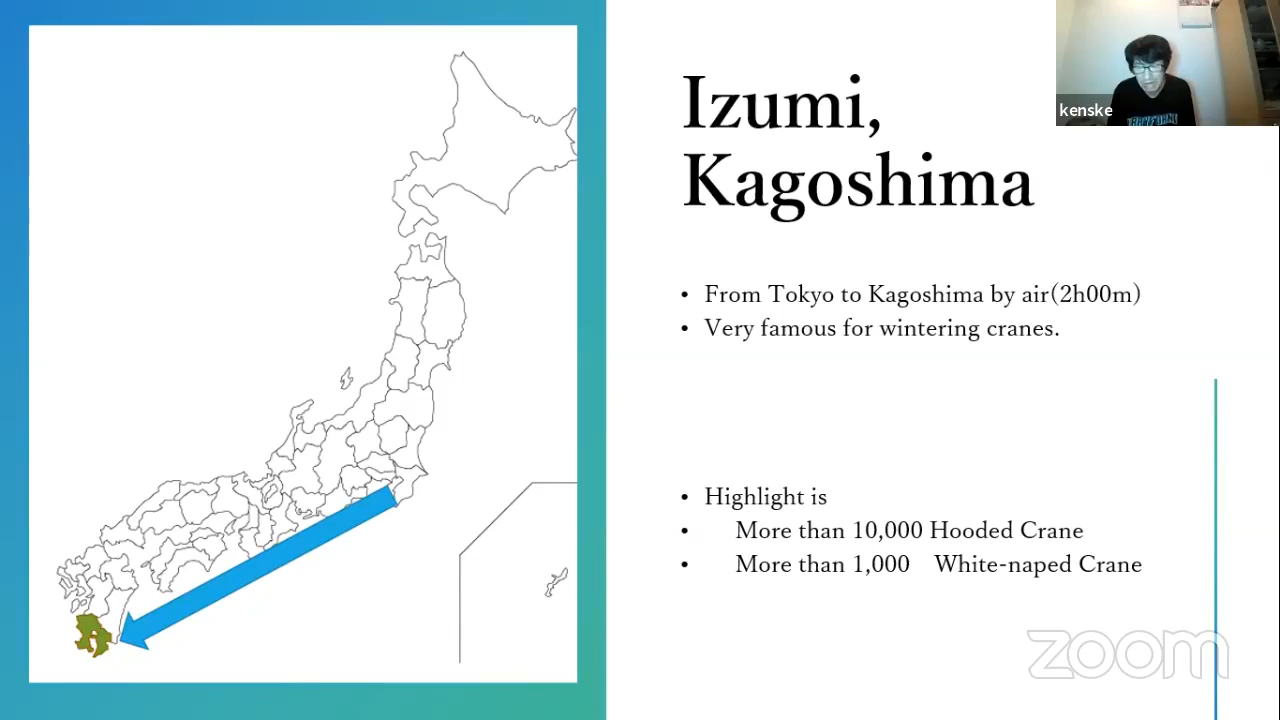 Izumi,
Kagoshima
• From Tokyo to Kagoshima by air(2h00m)
• Very famous for wintering cranes.
• Highlight is
• More than 10,000 Hooded Crane
• More than 1,000 White-naped Crane
kenske
zoom